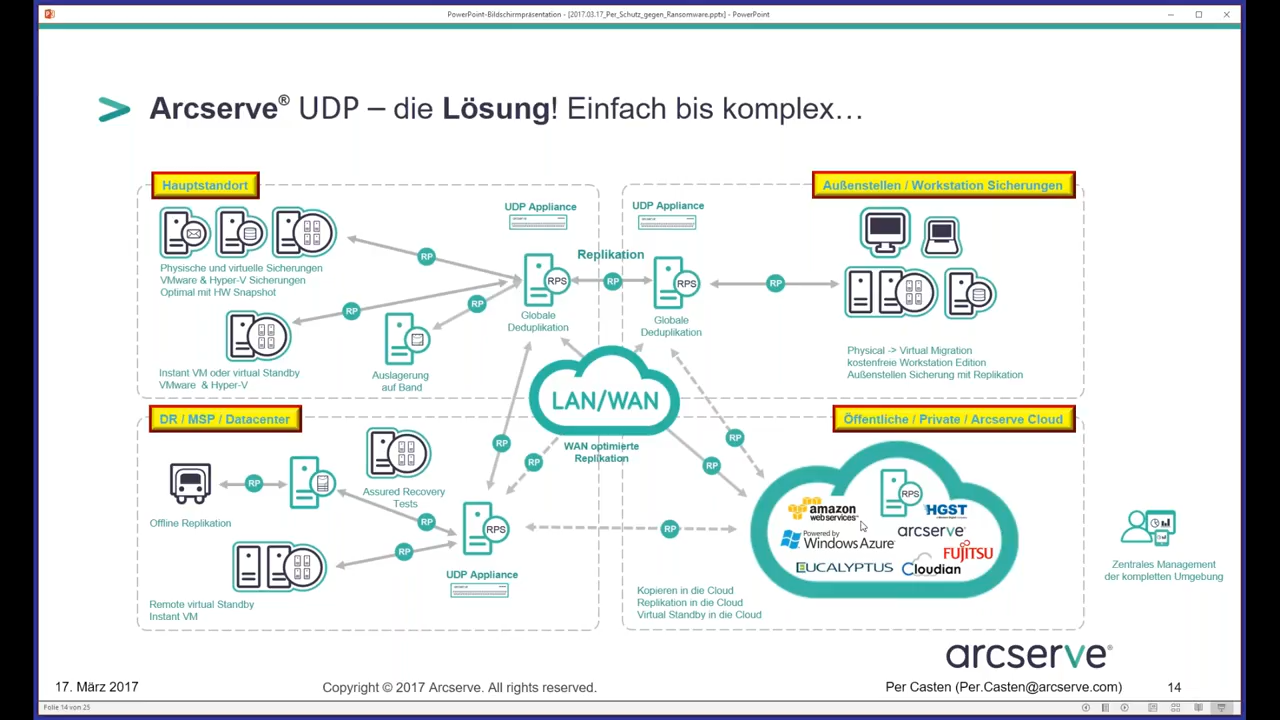 PowerPoint-Bildschirmpräsentation - [2017.03.17_Per_Schutz_gegen_Ransomware.pptx] - PowerPoint
Arcserve® UDP – die Lösung! Einfach bis komplex…
Hauptstandort
UDP Appliance
RP
RPS
Physische und virtuelle Sicherungen
VMware & Hyper-V Sicherungen
Optimal mit HW Snapshot
RP
RP
Globale
Deduplikation
Instant VM oder virtual Standby
VMware & Hyper-V
Auslagerung
auf Band
Replikation
RP
Außenstellen / Workstation Sicherungen
UDP Appliance
RPS
RP
Globale
Deduplikation
Physical -> Virtual Migration
kostenfreie Workstation Edition
Außenstellen Sicherung mit Replikation
LAN/WAN
WAN optimierte
Replikation
RP
RP
RP
RP
DR / MSP / Datacenter
RP
Offline Replikation
Assured Recovery
Tests
RP
RPS
RP
UDP Appliance
Remote virtual Standby
Instant VM
RP
Öffentliche / Private / Arcserve Cloud
RPS
amazon
webservices
HGST
arcserve
Powered by
Windows Azure
FUJITSU
EUCALYPTUS
Cloudian
Kopieren in die Cloud
Replikation in die Cloud
Virtual Standby in die Cloud
Zentrales Management
der kompletten Umgebung
arcserve®
17. März 2017
Copyright © 2017 Arcserve. All rights reserved.
Per Casten (Per.Casten@arcserve.com)
14
Folie 14 von 25